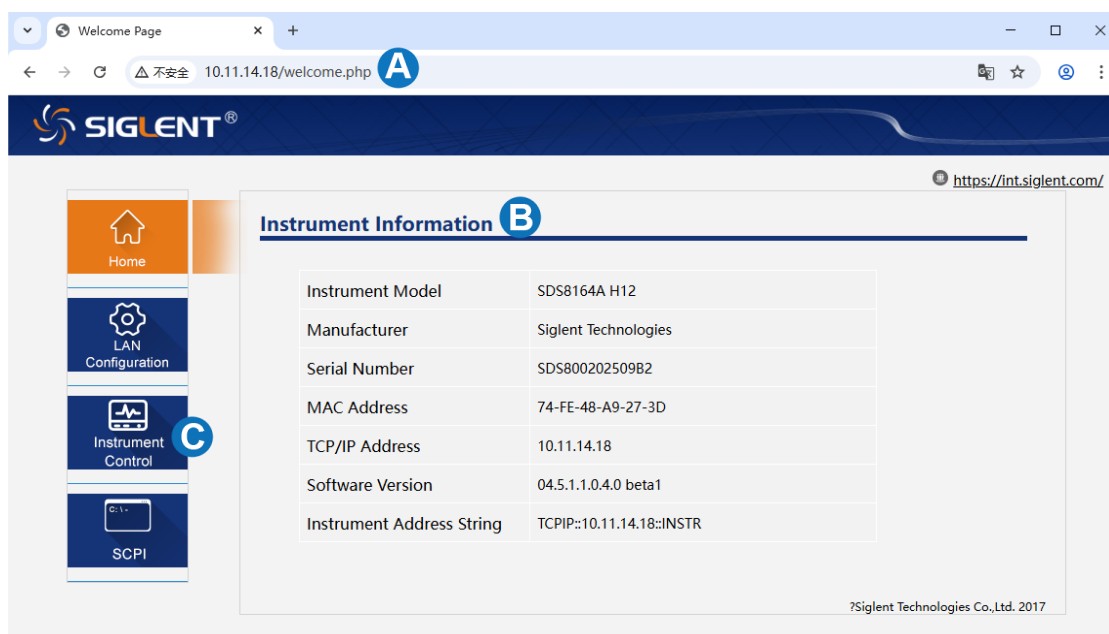 Welcome Page
不安全 10.11.14.18/welcome.php A
SIGLENT®
https://int.siglent.com/
Home
LAN
Configuration
Instrument
Control
C
C:\-
SCPI
Instrument Information B
Instrument Model SDS8164A H12
Manufacturer Siglent Technologies
Serial Number SDS800202509B2
MAC Address 74-FE-48-A9-27-3D
TCP/IP Address 10.11.14.18
Software Version 04.5.1.1.0.4.0 beta1
Instrument Address String TCPIP::10.11.14.18::INSTR
?Siglent Technologies Co.,Ltd. 2017